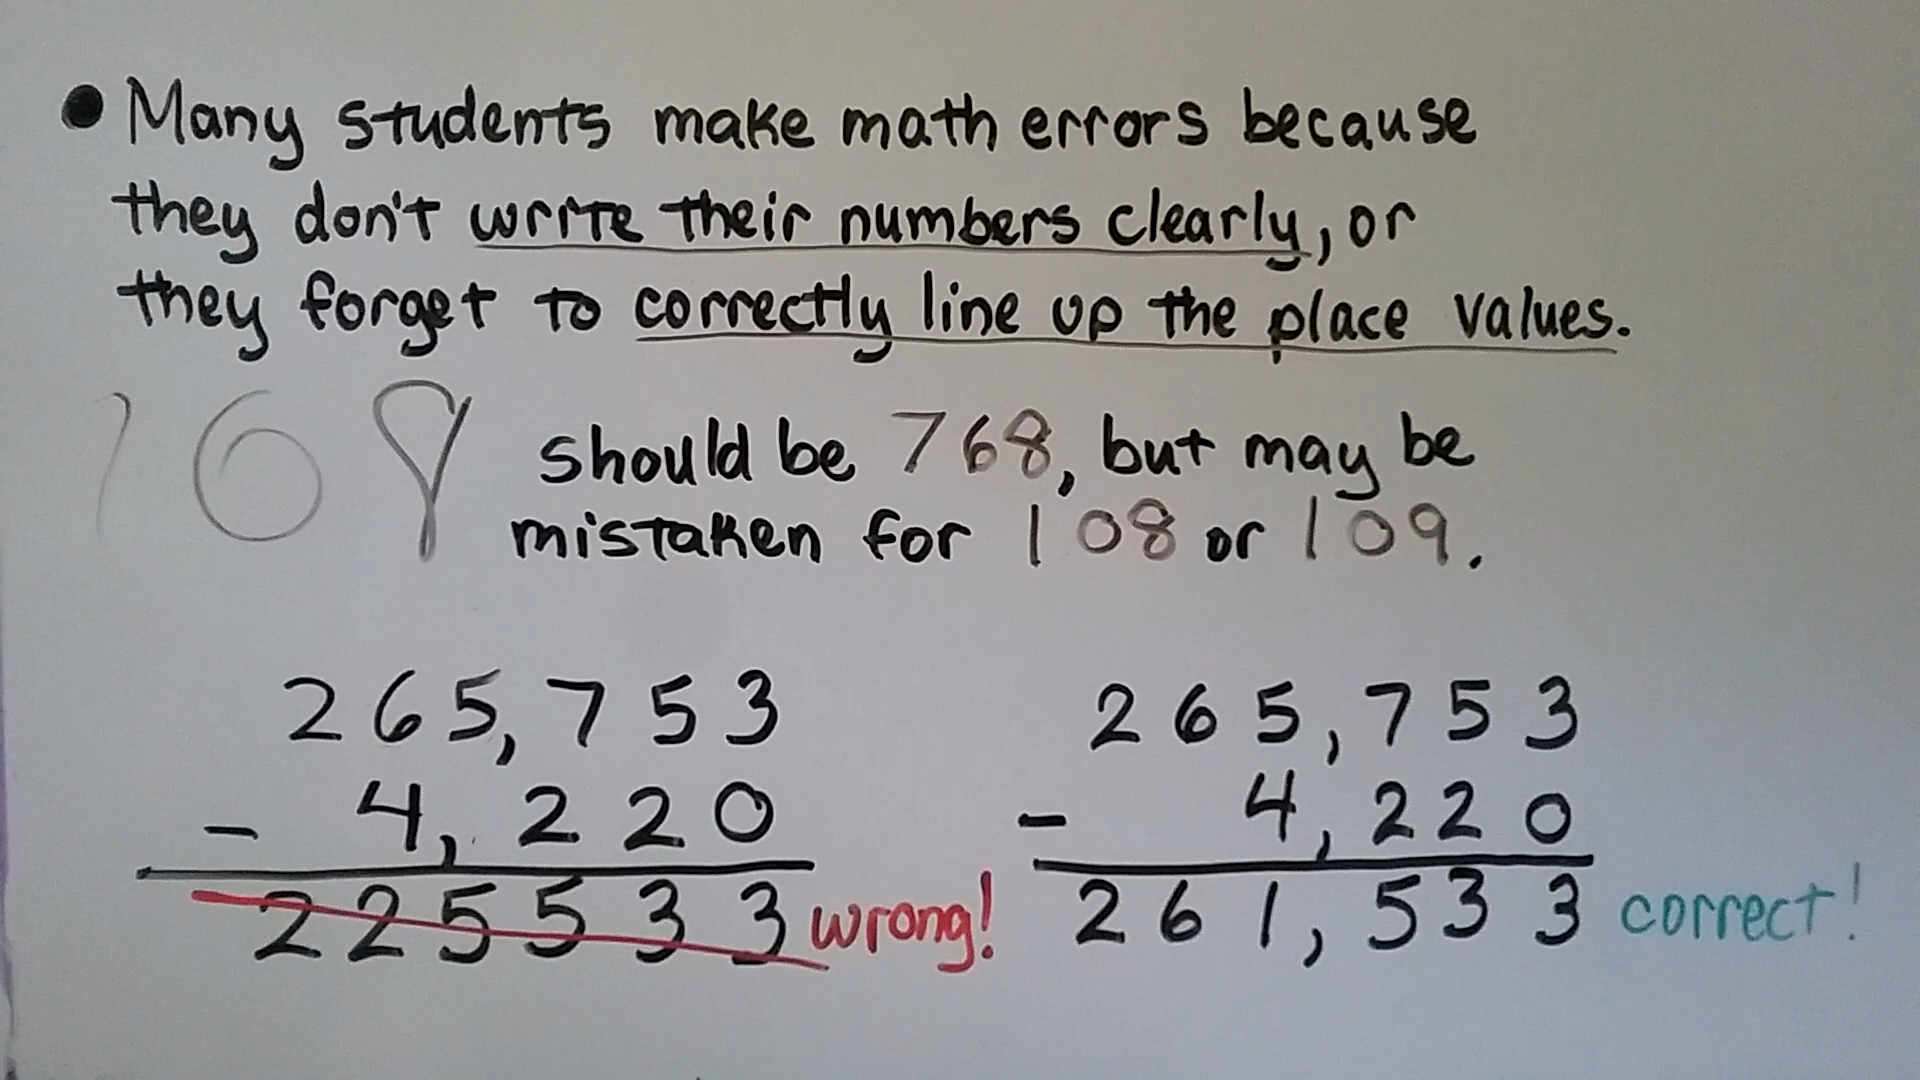 ● Many students make math errors because
they don't write their numbers clearly, or
they forget to correctly line up the place values.
768 should be 768, but may be
mistaken for 108 or 109.
265,753 265,753
- 4,220 - 4,220
225533 wrong! 261,533 correct!